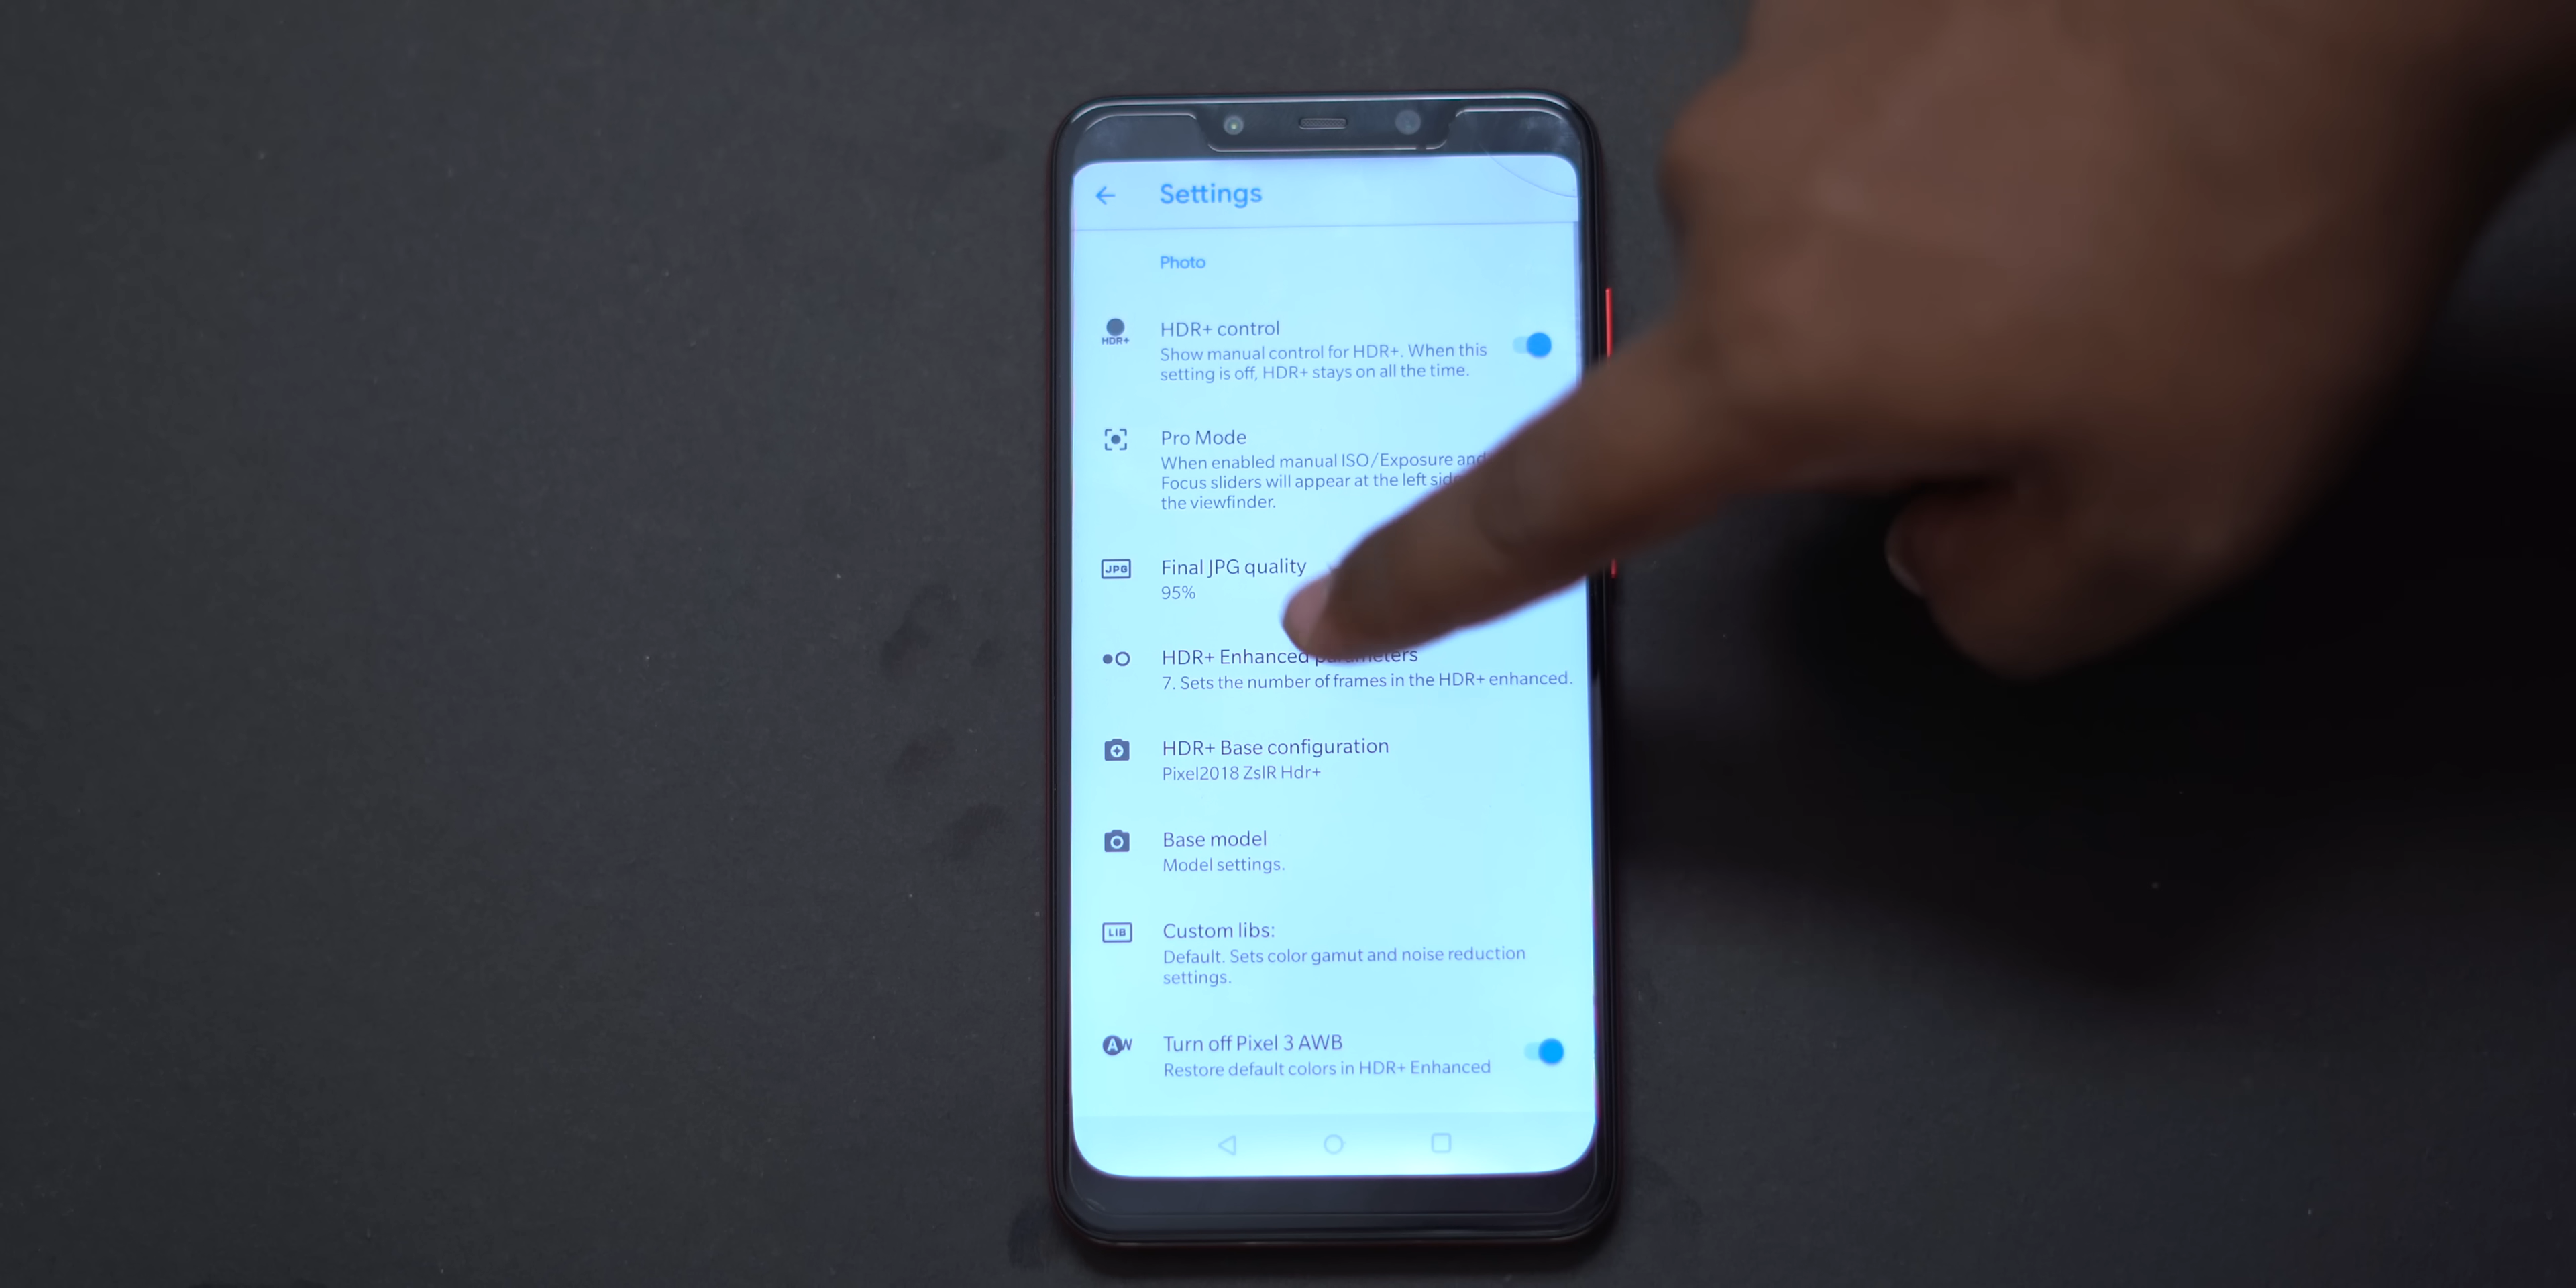 Settings
Photo
HDR+
HDR+ control
Show manual control for HDR+. When this
setting is off, HDR+ stays on all the time.
Pro Mode
When enabled manual ISO/Exposure and
Focus sliders will appear at the left
the viewfinder.
JPG
Final JPG quality
95%
HDR+ Enhanced
7. Sets the number of frames in the HDR+ enhanced.
HDR+ Base configuration
Pixel2018 ZslR Hdr+
Base model
Model settings.
LIB
Custom libs:
Default. Sets color gamut and noise reduction
settings.
AW
Turn off Pixel 3 AWB
Restore default colors in HDR+ Enhanced